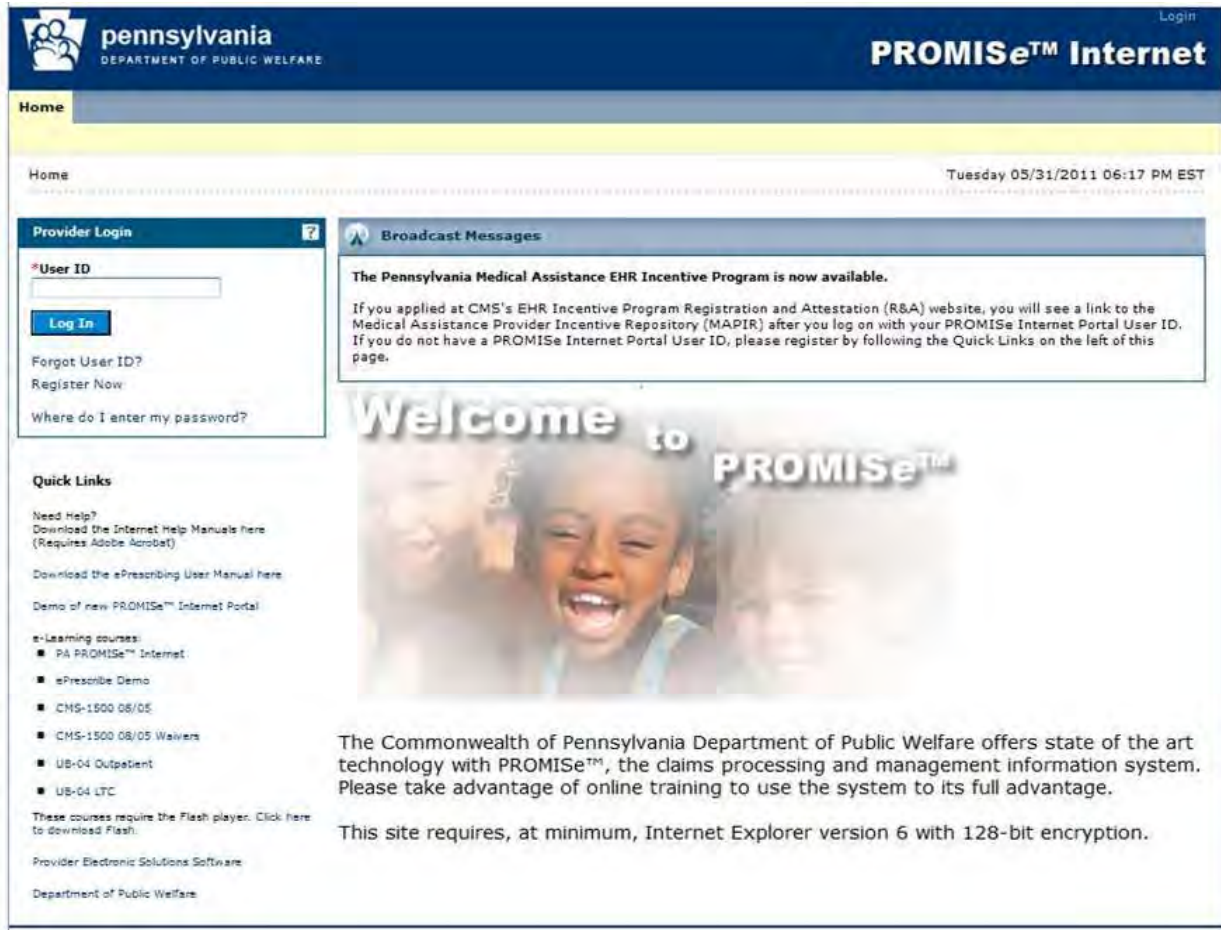 Login
pennsylvania
DEPARTMENT OF PUBLIC WELFARE
PROMISe™ Internet
Home
Home
Tuesday 05/31/2011 06:17 PM EST
Provider Login
?
*User ID
Log In
Forgot User ID?
Register Now
Where do I enter my password?
Quick Links
Need Help?
Download the Internet Help Manuals here
(Requires Adobe Acrobat)
Download the ePrescribing User Manual here
Demo of new PROMISe™ Internet Portal
e-Learning courses:
PA PROMISe™ Internet
ePrescribe Demo
CMS-1500 08/05
CMS-1500 08/05 Waivers
UB-04 Outpatient
UB-04 LTC
These courses require the Flash player. Click here
to download Flash.
Provider Electronic Solutions Software
Department of Public Welfare
Broadcast Messages
The Pennsylvania Medical Assistance EHR Incentive Program is now available.
If you applied at CMS's EHR Incentive Program Registration and Attestation (R&A) website, you will see a link to the
Medical Assistance Provider Incentive Repository (MAPIR) after you log on with your PROMISe Internet Portal User ID.
If you do not have a PROMISe Internet Portal User ID, please register by following the Quick Links on the left of this
page.
Welcome
to
PROMISe™
The Commonwealth of Pennsylvania Department of Public Welfare offers state of the art
technology with PROMISe™, the claims processing and management information system.
Please take advantage of online training to use the system to its full advantage.
This site requires, at minimum, Internet Explorer version 6 with 128-bit encryption.